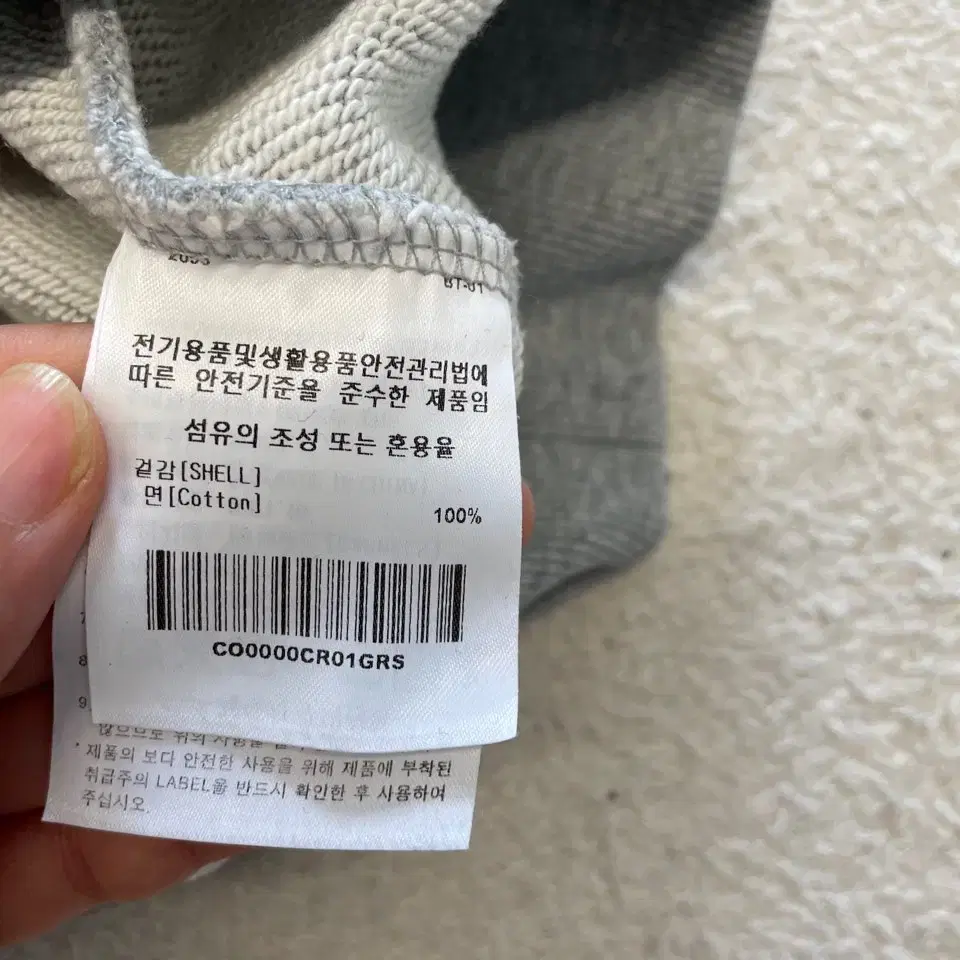 BT-01
전기용품및생활용품안전관리법에
따른 안전기준을 준수한 제품임
섬유의 조성 또는 혼용율
겉감[SHELL]
면[Cotton]
100%
CO0000CR01GRS
8
9.
제품의 보다 안전한 사용을 위해 제품에 부착된
취급주의 LABEL을 반드시 확인한 후 사용하여
주십시오.